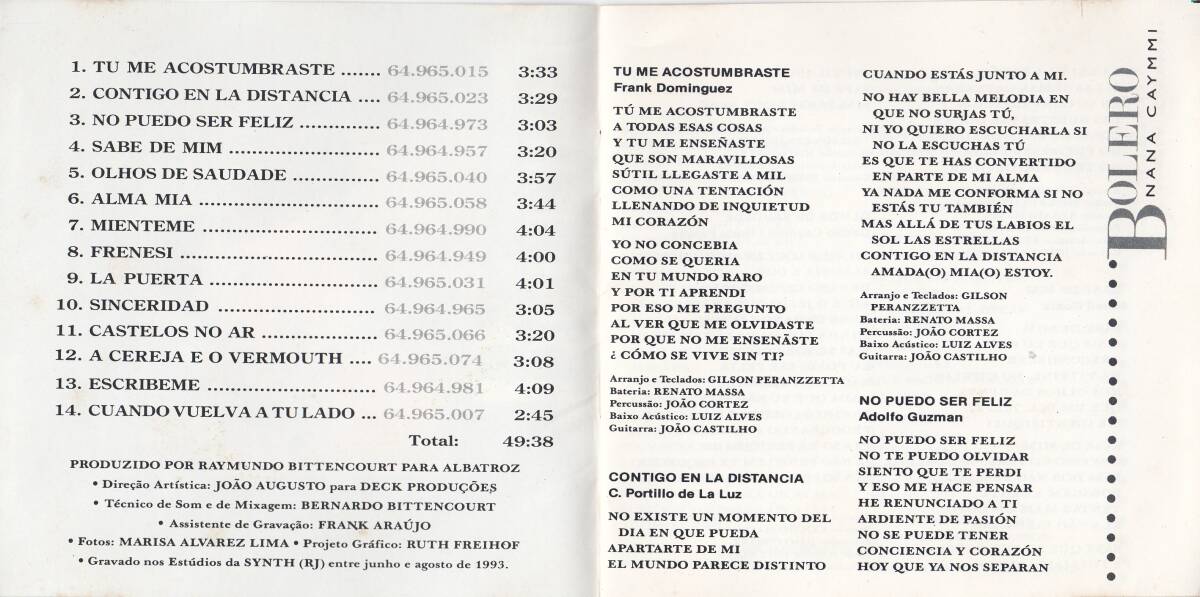 1. TU ME ACOSTUMBRASTE ....... 64.965.015 3:33
2. CONTIGO EN LA DISTANCIA .... 64.965.023 3:29
3. NO PUEDO SER FELIZ .............. 64.964.973 3:03
4. SABE DE MIM .......................... 64.964.957 3:20
5. OLHOS DE SAUDADE ............... 64.965.040 3:57
6. ALMA MIA ............................... 64.965.058 3:44
7. MIENTEME .............................. 64.964.990 4:04
8. FRENESI .................................. 64.964.949 4:00
9. LA PUERTA .............................. 64.965.031 4:01
10. SINCERIDAD ........................... 64.964.965 3:05
11. CASTELOS NO AR .................... 64.965.066 3:20
12. A CEREJA E O VERMOUTH .... 64.965.074 3:08
13. ESCRIBEME ............................. 64.964.981 4:09
14. CUANDO VUELVA A TU LADO ... 64.965.007 2:45
Total: 49:38
PRODUZIDO POR RAYMUNDO BITTENCOURT PARA ALBATROZ
• Direção Artística: JOÃO AUGUSTO para DECK PRODUÇÕES
• Técnico de Som e de Mixagem: BERNARDO BITTENCOURT
• Assistente de Gravação: FRANK ARAÚJO
• Fotos: MARISA ALVAREZ LIMA • Projeto Gráfico: RUTH FREIHOF
• Gravado nos Estúdios da SYNTH (RJ) entre junho e agosto de 1993.
TU ME ACOSTUMBRASTE
Frank Dominguez
TÚ ME ACOSTUMBRASTE
A TODAS ESAS COSAS
Y TU ME ENSEÑASTE
QUE SON MARAVILLOSAS
SÚTIL LLEGASTE A MIL
COMO UNA TENTACIÓN
LLENANDO DE INQUIETUD
MI CORAZÓN
YO NO CONCEBIA
COMO SE QUERIA
EN TU MUNDO RARO
Y POR TI APRENDI
POR ESO ME PREGUNTO
AL VER QUE ME OLVIDASTE
POR QUE NO ME ENSEÑÃSTE
¿ CÓMO SE VIVE SIN TI?
Arranjo e Teclados: GILSON PERANZZETTA
Bateria: RENATO MASSA
Percussão: JOÃO CORTEZ
Baixo Acústico: LUIZ ALVES
Guitarra: JOÃO CASTILHO
CONTIGO EN LA DISTANCIA
C. Portillo de La Luz
NO EXISTE UN MOMENTO DEL
DIA EN QUE PUEDA
APARTARTE DE MI
EL MUNDO PARECE DISTINTO
CUANDO ESTÁS JUNTO A MI.
NO HAY BELLA MELODIA EN
QUE NO SURJAS TÚ,
NI YO QUIERO ESCUCHARLA SI
NO LA ESCUCHAS TÚ
ES QUE TE HAS CONVERTIDO
EN PARTE DE MI ALMA
YA NADA ME CONFORMA SI NO
ESTÁS TU TAMBIÉN
MAS ALLÁ DE TUS LABIOS EL
SOL LAS ESTRELLAS
CONTIGO EN LA DISTANCIA
AMADA(O) MIA(O) ESTOY.
Arranjo e Teclados: GILSON
PERANZZETTA
Bateria: RENATO MASSA
Percussão: JOÃO CORTEZ
Baixo Acústico: LUIZ ALVES
Guitarra: JOÃO CASTILHO
NO PUEDO SER FELIZ
Adolfo Guzman
NO PUEDO SER FELIZ
NO TE PUEDO OLVIDAR
SIENTO QUE TE PERDI
Y ESO ME HACE PENSAR
HE RENUNCIADO A TI
ARDIENTE DE PASIÓN
NO SE PUEDE TENER
CONCIENCIA Y CORAZÓN
HOY QUE YA NOS SEPARAN
BOLERO
NANA CAYMMI